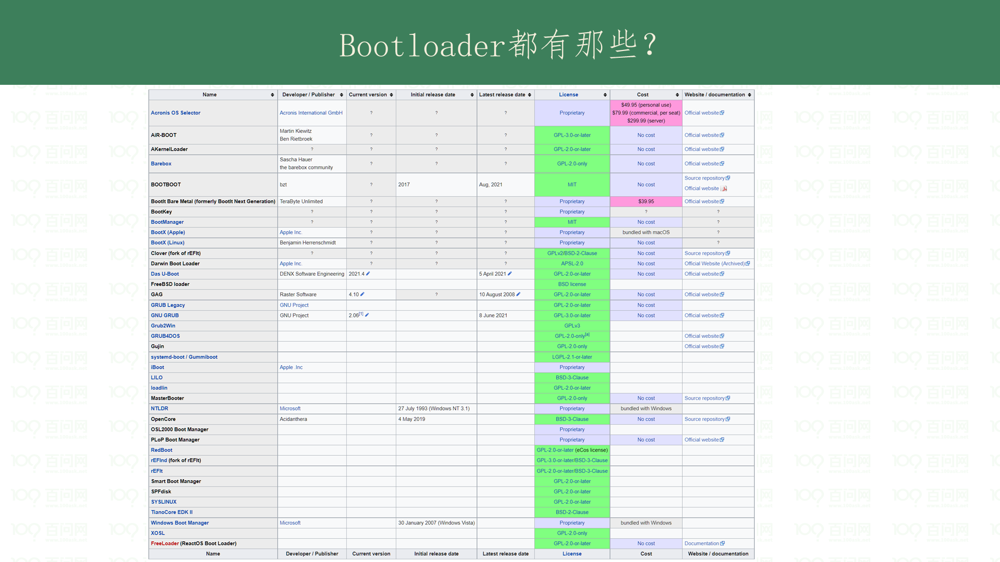 Bootloader都有那些？
Name Developer / Publisher Current version Initial release date Latest release date License Cost Website / documentation
Acronis OS Selector Acronis International GmbH ? ? ? Proprietary $49.95 (personal use) $79.99 (commercial, per seat) $299.99 (server) Official website
AiR-BOOT Martin Kiewitz Ben Rietbroek ? ? ? GPL-3.0-or-later No cost Official website
AKernelLoader ? ? ? ? GPL-2.0-or-later No cost Official website
Barebox Sascha Hauer the barebox community ? ? ? GPL-2.0-only No cost Official website
BOOTBOOT bzt ? 2017 Aug, 2021 MIT No cost Source repository Official website
BootIt Bare Metal (formerly BootIt Next Generation) TeraByte Unlimited ? ? ? Proprietary $39.95 Official website
BootKey ? ? ? ? Proprietary ? ?
BootManager ? ? ? ? MIT No cost ?
BootX (Apple) Apple Inc. ? ? ? Proprietary bundled with macOS ?
BootX (Linux) Benjamin Herrenschmidt ? ? ? Proprietary No cost ?
Clover (fork of rEFIt) ? ? ? ? GPLv2/BSD-2-Clause No cost Source repository
Darwin Boot Loader Apple Inc. ? ? ? APSL-2.0 No cost Official Website (Archived)
Das U-Boot DENX Software Engineering 2021.4 5 April 2021 GPL-2.0-or-later No cost Official website
FreeBSD loader BSD license
GAG Raster Software 4.10 ? 10 August 2008 GPL-2.0-or-later No cost Official website
GRUB Legacy GNU Project GPL-2.0-or-later No cost
GNU GRUB GNU Project 2.06[1] 8 June 2021 GPL-3.0-or-later No cost Official website
Grub2Win GPLv3
GRUB4DOS GPL-2.0-only[a] Official website
Gujin GPL-2.0-only Official website
systemd-boot / Gummiboot LGPL-2.1-or-later
iBoot Apple .Inc Proprietary
LILO BSD-3-Clause
loadlin GPL-2.0-or-later
MasterBooter GPL-2.0-only No cost Source repository
NTLDR Microsoft 27 July 1993 (Windows NT 3.1) Proprietary bundled with Windows
OpenCore Acidanthera 4 May 2019 BSD-3-Clause No cost Source repository
OSL2000 Boot Manager Proprietary
PLoP Boot Manager Proprietary No cost Official website
RedBoot GPL-2.0-or-later (eCos license)
rEFInd (fork of rEFIt) GPL-3.0-or-later/BSD-3-Clause
rEFIt GPL-2.0-or-later/BSD-3-Clause
Smart Boot Manager GPL-2.0-or-later
SPFdisk GPL-2.0-or-later
SYSLINUX GPL-2.0-or-later
TianoCore EDK II BSD-2-Clause
Windows Boot Manager Microsoft 30 January 2007 (Windows Vista) Proprietary bundled with Windows
XOSL GPL-2.0-only
FreeLoader (ReactOS Boot Loader) GPL-2.0-or-later No cost Documentation
Name Developer / Publisher Current version Initial release date Latest release date License Cost Website / documentation
百问网
www.100ask.net